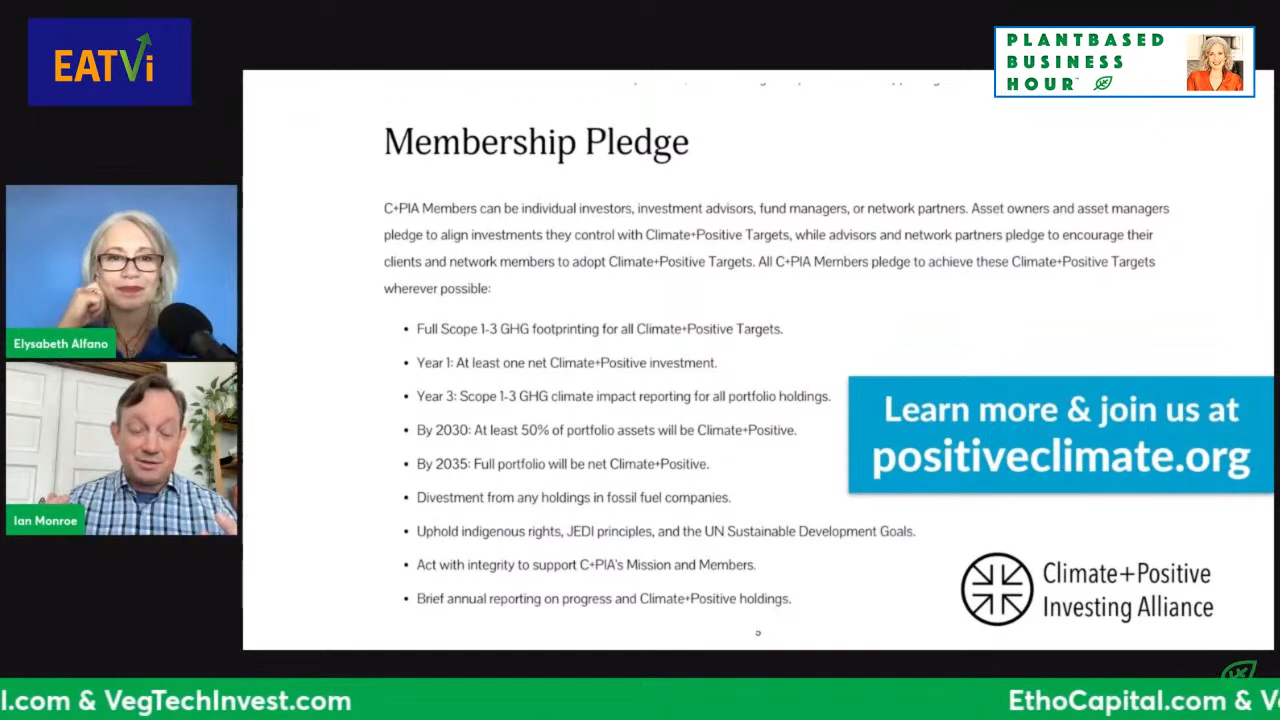 EATVi
PLANTBASED
BUSINESS
HOUR™
Membership Pledge
C+PIA Members can be individual investors, investment advisors, fund managers, or network partners. Asset owners and asset managers
pledge to align investments they control with Climate+Positive Targets, while advisors and network partners pledge to encourage their
clients and network members to adopt Climate+Positive Targets. All C+PIA Members pledge to achieve these Climate+Positive Targets
wherever possible:
• Full Scope 1-3 GHG footprinting for all Climate+Positive Targets.
• Year 1: At least one net Climate+Positive investment.
• Year 3: Scope 1-3 GHG climate impact reporting for all portfolio holdings.
• By 2030: At least 50% of portfolio assets will be Climate+Positive.
• By 2035: Full portfolio will be net Climate+Positive.
• Divestment from any holdings in fossil fuel companies.
• Uphold indigenous rights, JEDI principles, and the UN Sustainable Development Goals.
• Act with integrity to support C+PIA's Mission and Members.
• Brief annual reporting on progress and Climate+Positive holdings.
Learn more & join us at
positiveclimate.org
Climate+Positive
Investing Alliance
Elysabeth Alfano
Ian Monroe
l.com & VegTechInvest.com
EthoCapital.com & V